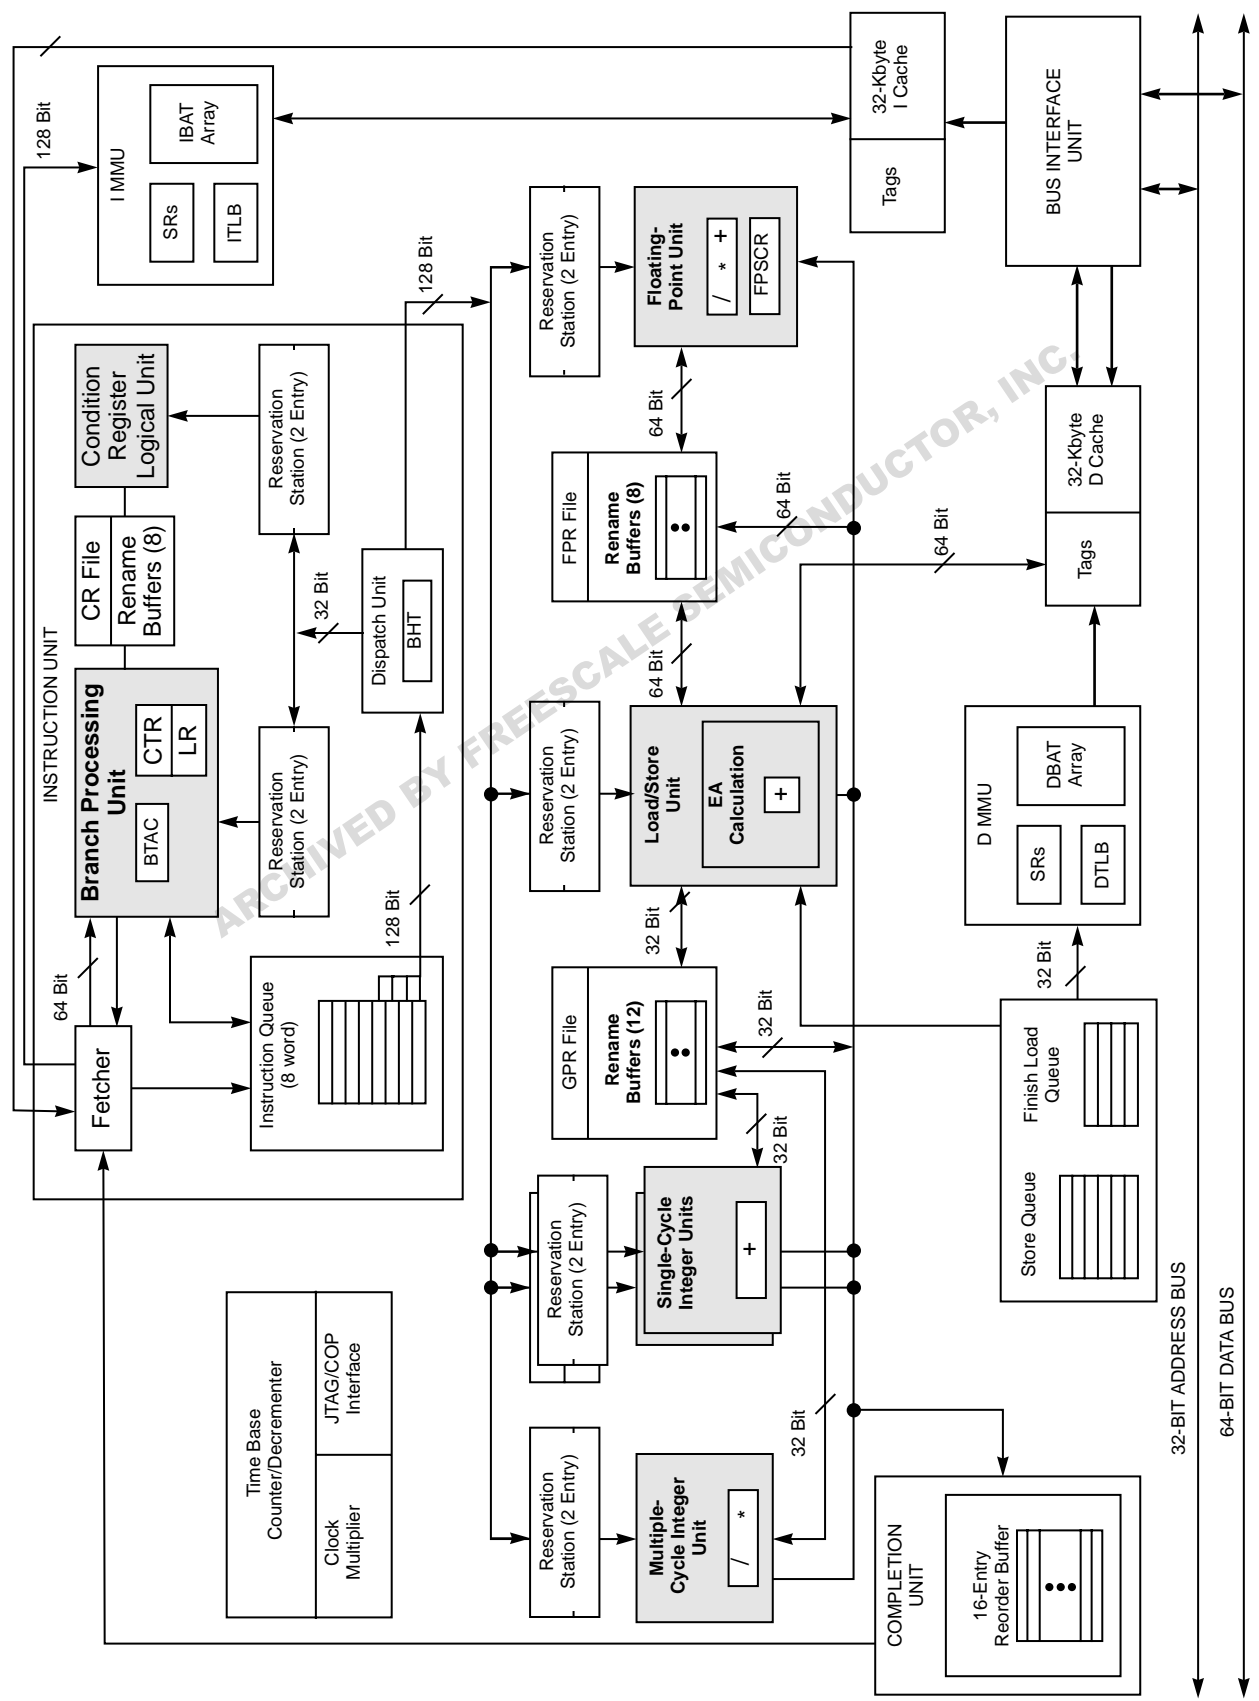 INSTRUCTION UNIT
Fetcher
64 Bit
Branch Processing
Unit
BTAC
CTR
LR
CR File
Rename
Buffers (8)
Condition
Register
Logical Unit
128 Bit
I MMU
SRs
ITLB
IBAT
Array
Instruction Queue
(8 word)
128 Bit
Reservation
Station (2 Entry)
32 Bit
Reservation
Station (2 Entry)
Dispatch Unit
BHT
128 Bit
Time Base
Counter/Decrementer
Clock
Multiplier
JTAG/COP
Interface
Reservation
Station (2 Entry)
Reservation
Station (2 Entry)
Reservation
Station (2 Entry)
Reservation
Station (2 Entry)
Multiple-
Cycle Integer
Unit
/ *
32 Bit
Single-Cycle
Integer Units
+
32 Bit
GPR File
Rename
Buffers (12)
32 Bit
32 Bit
Load/Store
Unit
EA
Calculation
+
64 Bit
FPR File
Rename
Buffers (8)
64 Bit
64 Bit
Floating-
Point Unit
/ * +
FPSCR
64 Bit
32-Kbyte
I Cache
Tags
COMPLETION
UNIT
16-Entry
Reorder Buffer
Store Queue
Finish Load
Queue
32 Bit
D MMU
SRs
DTLB
DBAT
Array
Tags
32-Kbyte
D Cache
BUS INTERFACE
UNIT
32-BIT ADDRESS BUS
64-BIT DATA BUS
ARCHIVED BY FREESCALE SEMICONDUCTOR, INC.